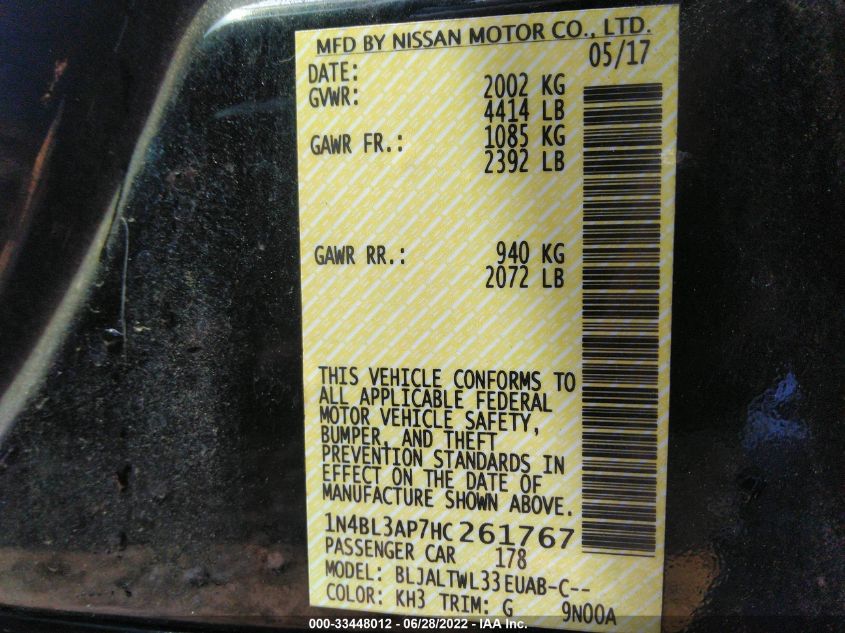 MFD BY NISSAN MOTOR CO., LTD.
DATE: 05/17
GVWR: 2002 KG
4414 LB
GAWR FR.: 1085 KG
2392 LB
GAWR RR.: 940 KG
2072 LB
THIS VEHICLE CONFORMS TO
ALL APPLICABLE FEDERAL
MOTOR VEHICLE SAFETY,
BUMPER, AND THEFT
PREVENTION STANDARDS IN
EFFECT ON THE DATE OF
MANUFACTURE SHOWN ABOVE.
1N4BL3AP7HC261767
PASSENGER CAR 178
MODEL: BLJALTWL33EUAB-C--
COLOR: KH3 TRIM: G 9N00A
000-33448012 - 06/28/2022 - IAA Inc.